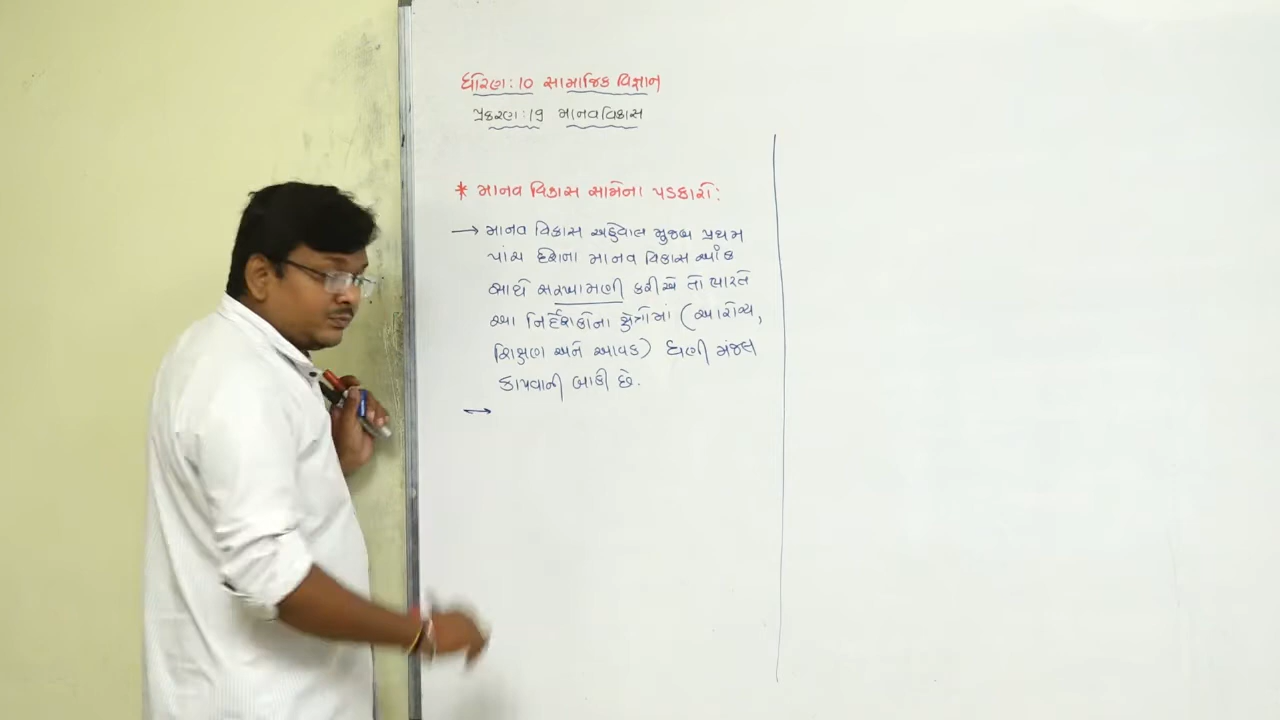 ધોરણ:10 સામાજિક વિજ્ઞાન
પ્રકરણ:19 માનવવિકાસ
* માનવ વિકાસ સામેના પડકારો:
→ માનવ વિકાસ અહેવાલ મુજબ પ્રથમ
પાંચ દેશના માનવ વિકાસ આંક
સાથે સરખામણી કરીએ તો ભારતે
આ નિર્દેશકોના ક્ષેત્રોમાં (આરોગ્ય,
શિક્ષણ અને આવક) ઘણી મંજલ
કાપવાની બાકી છે.
→